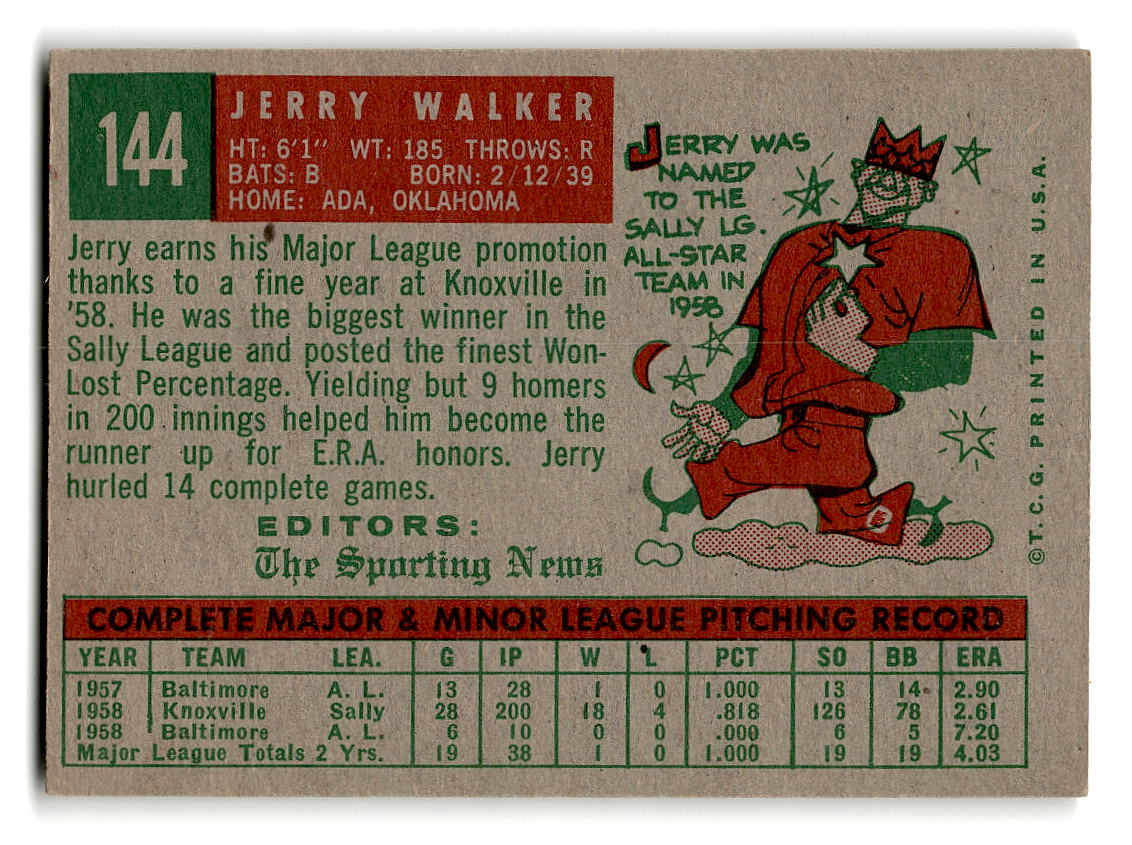 144
JERRY WALKER
HT: 6'1" WT: 185 THROWS: R
BATS: B BORN: 2/12/39
HOME: ADA, OKLAHOMA
Jerry earns his Major League promotion
thanks to a fine year at Knoxville in
'58. He was the biggest winner in the
Sally League and posted the finest Won-
Lost Percentage. Yielding but 9 homers
in 200 innings helped him become the
runner up for E.R.A. honors. Jerry
hurled 14 complete games.
EDITORS:
The Sporting News
JERRY WAS
NAMED
TO THE
SALLY LG.
ALL-STAR
TEAM IN
1958
©T.C.G. PRINTED IN U.S.A.
COMPLETE MAJOR & MINOR LEAGUE PITCHING RECORD
YEAR TEAM LEA. G IP W L PCT SO BB ERA
1957 Baltimore A. L. 13 28 1 0 1.000 13 14 2.90
1958 Knoxville Sally 28 200 18 4 .818 126 78 2.61
1958 Baltimore A. L. 6 10 0 0 .000 6 5 7.20
Major League Totals 2 Yrs. 19 38 1 0 1.000 19 19 4.03